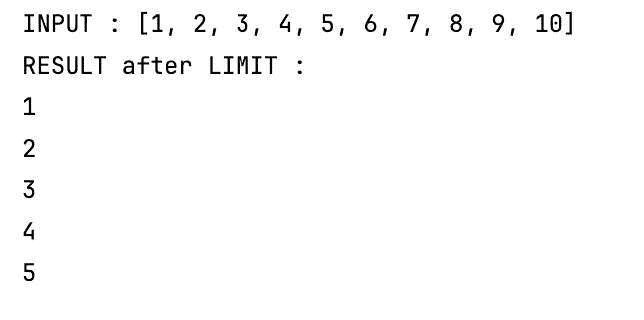 INPUT : [1, 2, 3, 4, 5, 6, 7, 8, 9, 10]
RESULT after LIMIT :
1
2
3
4
5